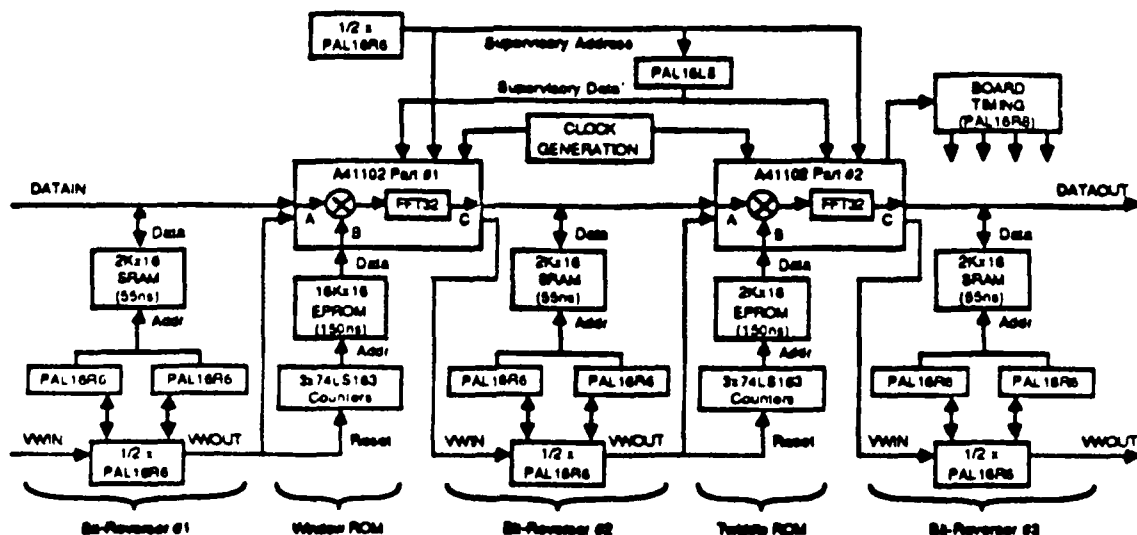 1/2 x
PAL16R6
Supervisory Address
PAL16L8
Supervisory Data
BOARD
TIMING
(PAL16R8)
CLOCK
GENERATION
A41102 Part #1
A41102 Part #2
DATAIN
A
FFT32
C
B
A
FFT32
C
B
DATAOUT
Data
2Kx16
SRAM
(55ns)
Addr
Data
16Kx16
EPROM
(150ns)
Addr
Data
2Kx16
SRAM
(55ns)
Addr
Data
2Kx16
EPROM
(150ns)
Addr
Data
2Kx16
SRAM
(55ns)
Addr
PAL16R6
PAL16R6
3x74LS163
Counters
PAL16R6
PAL16R6
3x74LS163
Counters
PAL16R6
PAL16R6
VWIN
1/2 x
PAL16R6
VWOUT
Reset
VWIN
1/2 x
PAL16R6
VWOUT
Reset
VWIN
1/2 x
PAL16R6
VWOUT
Bit-Reverser #1
Window ROM
Bit-Reverser #2
Twiddle ROM
Bit-Reverser #3